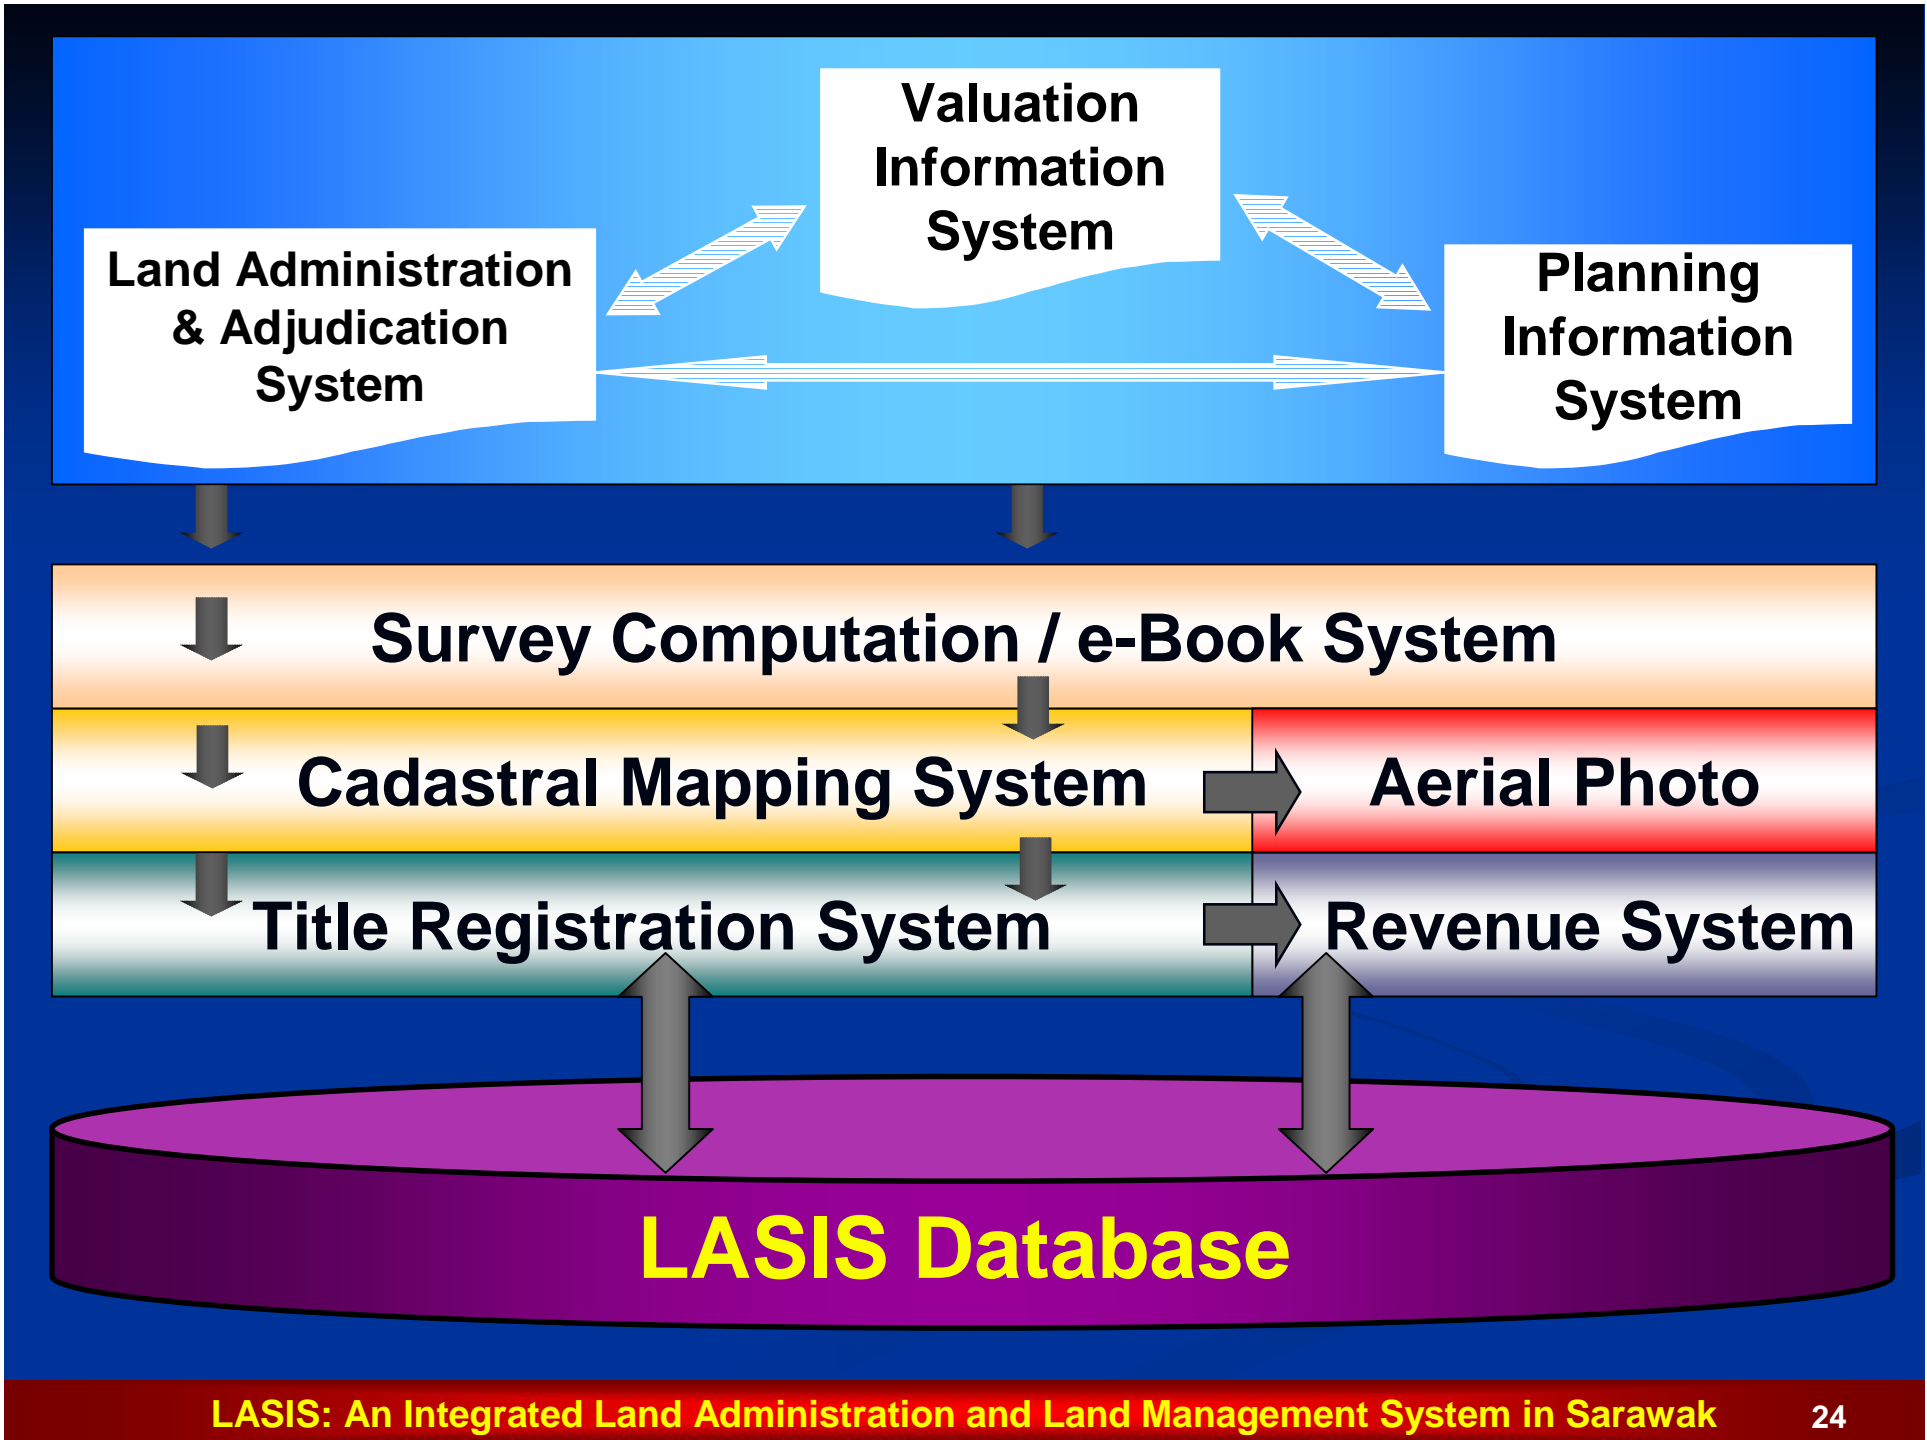 Valuation
Information
System
Land Administration
& Adjudication
System
Planning
Information
System
Survey Computation / e-Book System
Cadastral Mapping System
Aerial Photo
Title Registration System
Revenue System
LASIS Database
LASIS: An Integrated Land Administration and Land Management System in Sarawak
24